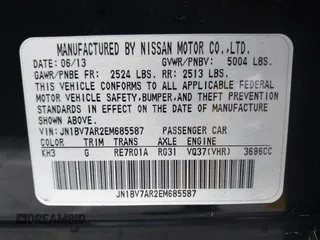 MANUFACTURED BY NISSAN MOTOR CO.,LTD.
DATE: 06/13 GVWR/PNBV: 5004 LBS.
GAWR/PNBE FR: 2524 LBS. RR: 2513 LBS.
THIS VEHICLE CONFORMS TO ALL APPLICABLE FEDERAL
MOTOR VEHICLE SAFETY, BUMPER, AND THEFT PREVENTION
STANDARDS IN EFFECT ON THE DATE OF MANUFACTURE
SHOWN ABOVE.
VIN: JN1BV7AR2EM685587 PASSENGER CAR
COLOR TRIM TRANS AXLE ENGINE
KH3 G RE7R01A RG31 VQ37(VHR) 3696CC
JN1BV7AR2EM685587
DREAMBID